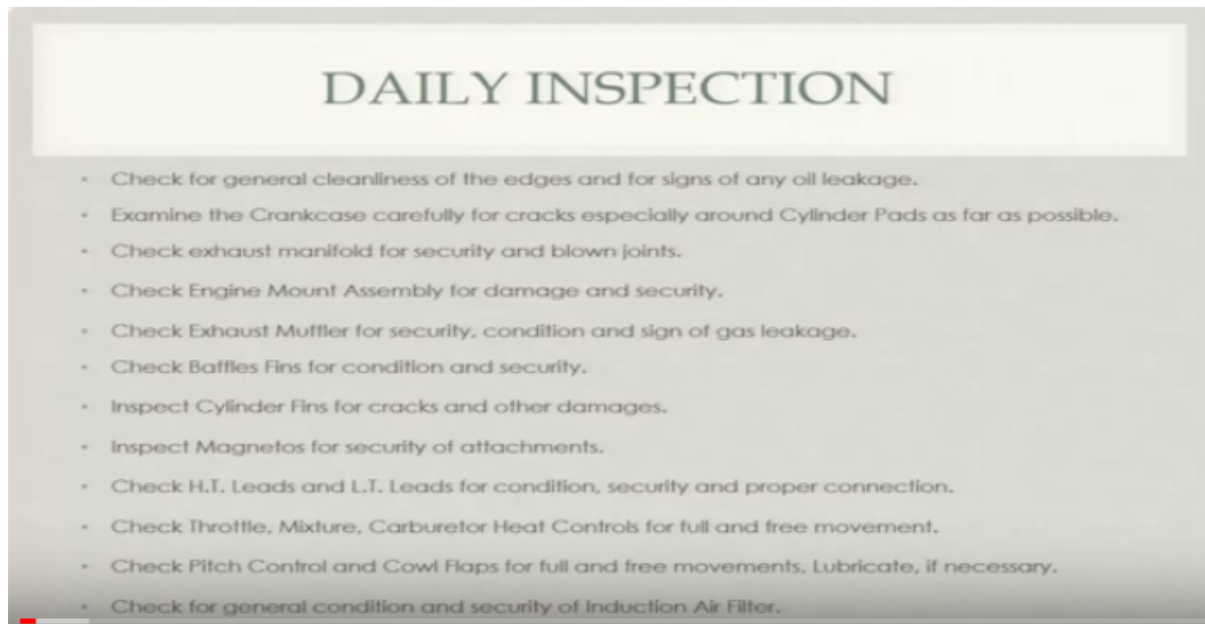 DAILY INSPECTION
• Check for general cleanliness of the edges and for signs of any oil leakage.
• Examine the Crankcase carefully for cracks especially around Cylinder Pads as far as possible.
• Check exhaust manifold for security and blown joints.
• Check Engine Mount Assembly for damage and security.
• Check Exhaust Muffler for security, condition and sign of gas leakage.
• Check Baffles Fins for condition and security.
• Inspect Cylinder Fins for cracks and other damages.
• Inspect Magnetos for security of attachments.
• Check H.T. Leads and L.T. Leads for condition, security and proper connection.
• Check Throttle, Mixture, Carburetor Heat Controls for full and free movement.
• Check Pitch Control and Cowl Flaps for full and free movements, Lubricate, if necessary.
• Check for general condition and security of Induction Air Filter.